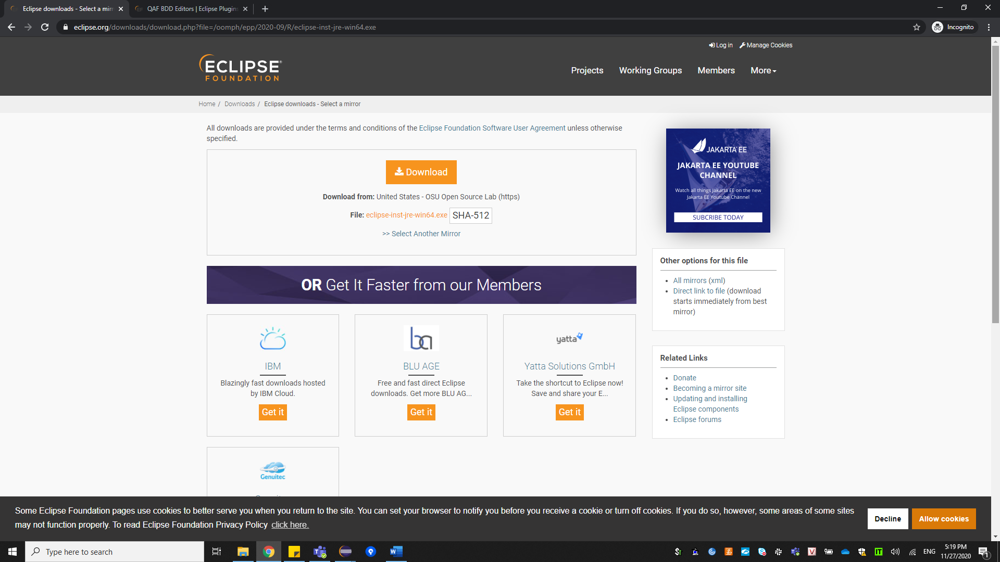 Eclipse downloads - Select a mirr
QAF BDD Editors | Eclipse Plugins
eclipse.org/downloads/download.php?file=/oomph/epp/2020-09/R/eclipse-inst-jre-win64.exe
Incognito
Log in
Manage Cookies
ECLIPSE®
FOUNDATION
Projects
Working Groups
Members
More
Home / Downloads / Eclipse downloads - Select a mirror
All downloads are provided under the terms and conditions of the Eclipse Foundation Software User Agreement unless otherwise
specified.
Download
Download from: United States - OSU Open Source Lab (https)
File: eclipse-inst-jre-win64.exe SHA-512
>> Select Another Mirror
JAKARTA EE
JAKARTA EE YOUTUBE
CHANNEL
Watch all things Jakarta EE on the new
Jakarta EE Youtube Channel
SUBCRIBE TODAY
Other options for this file
All mirrors (xml)
Direct link to file (download
starts immediately from best
mirror)
OR Get It Faster from our Members
ba
yatta
IBM
Blazingly fast downloads hosted
by IBM Cloud.
Get it
BLU AGE
Free and fast direct Eclipse
downloads. Get more BLU AG...
Get it
Yatta Solutions GmbH
Take the shortcut to Eclipse now!
Save and share your E...
Get it
Related Links
Donate
Becoming a mirror site
Updating and installing
Eclipse components
Eclipse forums
Genuitec
Some Eclipse Foundation pages use cookies to better serve you when you return to the site. You can set your browser to notify you before you receive a cookie or turn off cookies. If you do so, however, some areas of some sites
may not function properly. To read Eclipse Foundation Privacy Policy click here.
Decline
Allow cookies
Type here to search
ENG
5:19 PM
11/27/2020
1